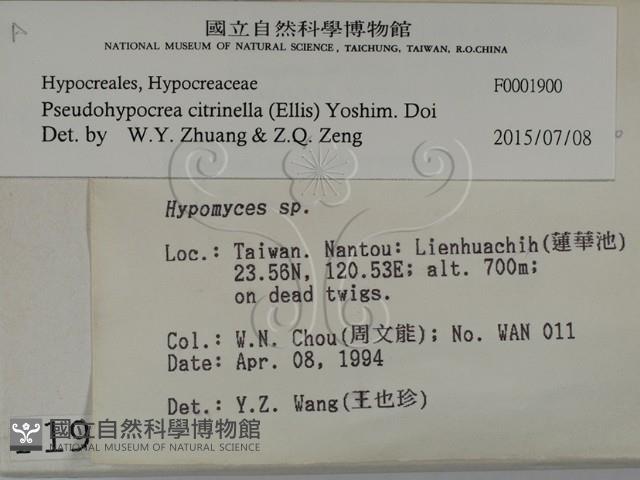 國立自然科學博物館
NATIONAL MUSEUM OF NATURAL SCIENCE, TAICHUNG, TAIWAN, R.O.CHINA
Hypocreales, Hypocreaceae F0001900
Pseudohypocrea citrinella (Ellis) Yoshim. Doi
Det. by W.Y. Zhuang & Z.Q. Zeng 2015/07/08
Hypomyces sp.
Loc.: Taiwan. Nantou: Lienhuachih(蓮華池)
23.56N, 120.53E; alt. 700m;
on dead twigs.
Col.: W.N. Chou(周文能); No. WAN 011
Date: Apr. 08, 1994
Det.: Y.Z. Wang(王也珍)
119
國立自然科學博物館
NATIONAL MUSEUM OF NATURAL SCIENCE